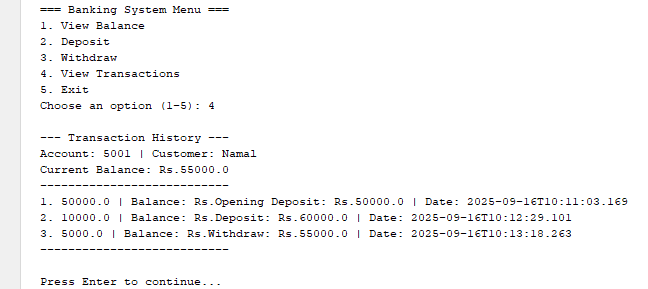 === Banking System Menu ===
1. View Balance
2. Deposit
3. Withdraw
4. View Transactions
5. Exit
Choose an option (1-5): 4
--- Transaction History ---
Account: 5001 | Customer: Namal
Current Balance: Rs.55000.0
---------------------------
1. 50000.0 | Balance: Rs.Opening Deposit: Rs.50000.0 | Date: 2025-09-16T10:11:03.169
2. 10000.0 | Balance: Rs.Deposit: Rs.60000.0 | Date: 2025-09-16T10:12:29.101
3. 5000.0 | Balance: Rs.Withdraw: Rs.55000.0 | Date: 2025-09-16T10:13:18.263
---------------------------
Press Enter to continue...